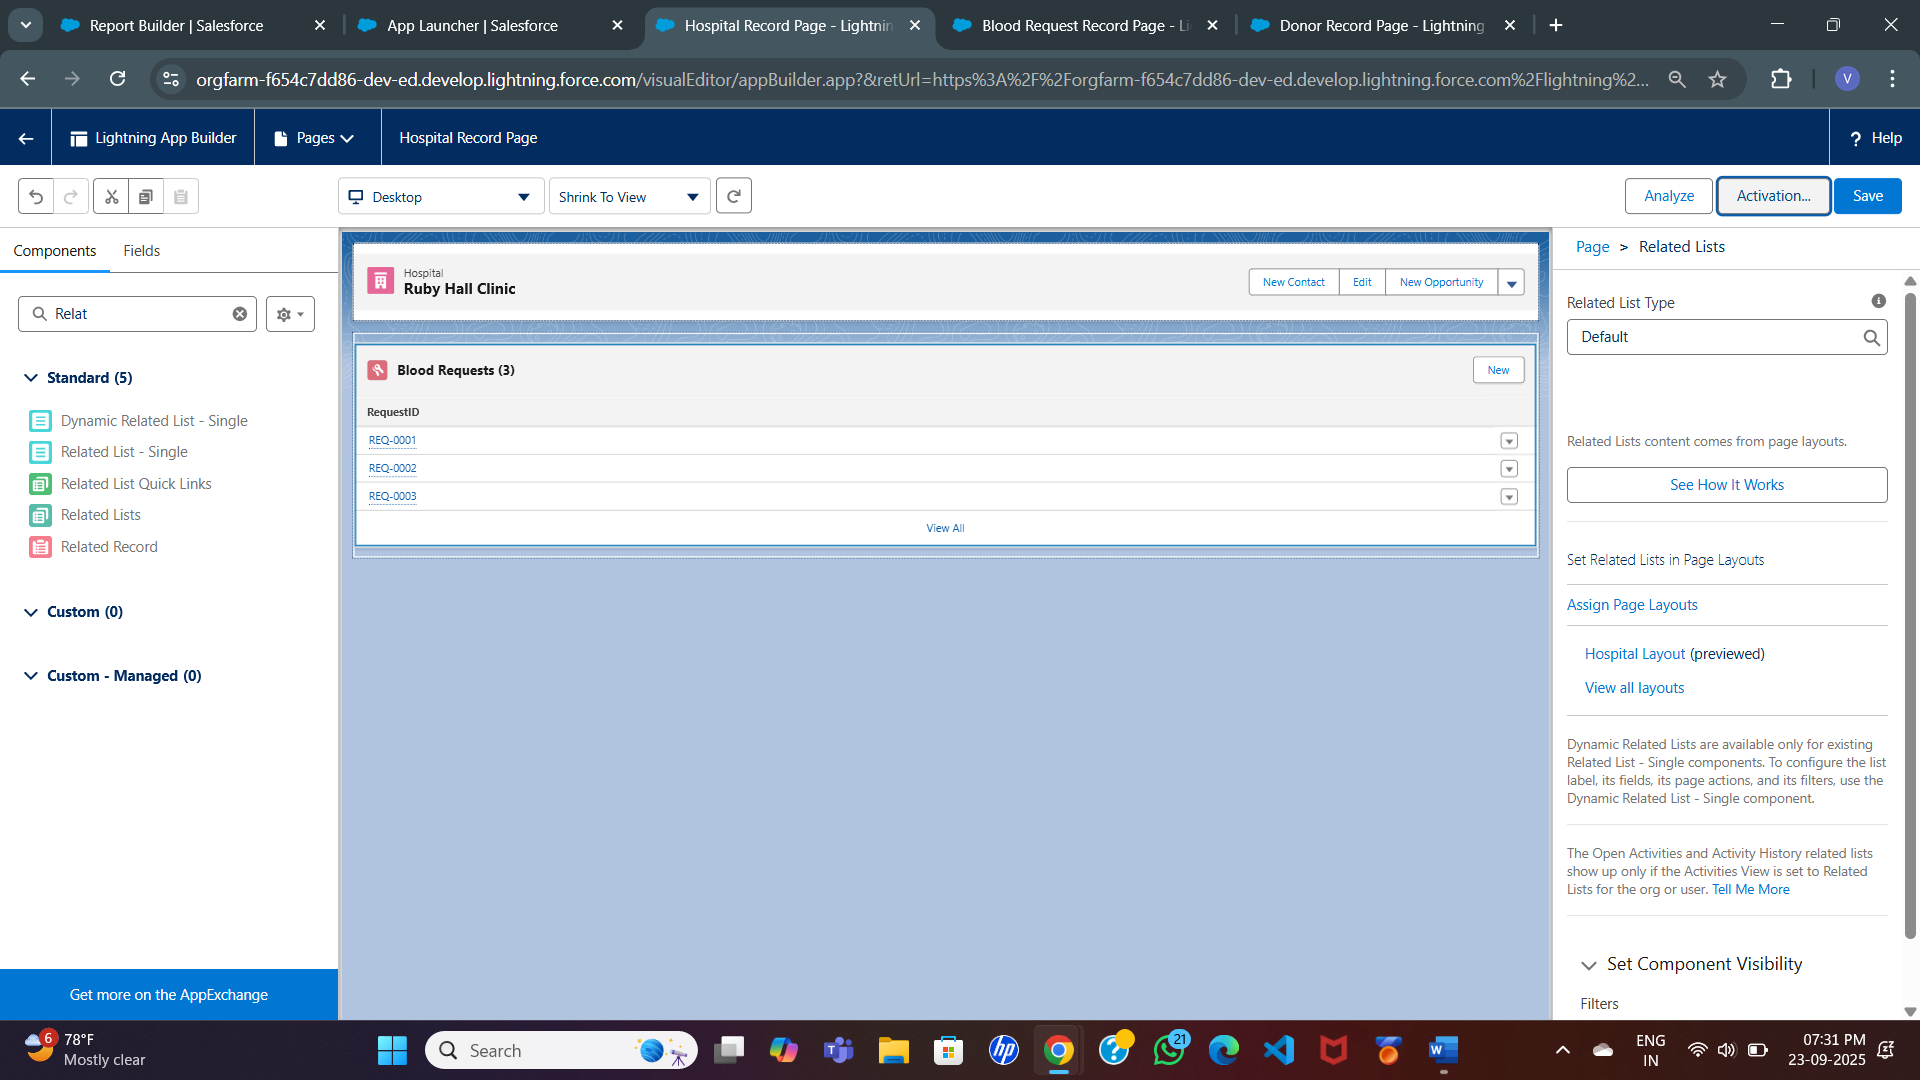 Report Builder | Salesforce
App Launcher | Salesforce
Hospital Record Page - Lightnin
Blood Request Record Page - Li
Donor Record Page - Lightning
orgfarm-f654c7dd86-dev-ed.develop.lightning.force.com/visualEditor/appBuilder.app?&retUrl=https%3A%2F%2Forgfarm-f654c7dd86-dev-ed.develop.lightning.force.com%2Flightning%2...
V
Lightning App Builder
Pages
Hospital Record Page
? Help
Desktop
Shrink To View
Analyze
Activation...
Save
Components
Fields
Relat
Standard (5)
Dynamic Related List - Single
Related List - Single
Related List Quick Links
Related Lists
Related Record
Custom (0)
Custom - Managed (0)
Get more on the AppExchange
Hospital
Ruby Hall Clinic
New Contact
Edit
New Opportunity
Blood Requests (3)
New
RequestID
REQ-0001
REQ-0002
REQ-0003
View All
Page > Related Lists
Related List Type
Default
Related Lists content comes from page layouts.
See How It Works
Set Related Lists in Page Layouts
Assign Page Layouts
Hospital Layout (previewed)
View all layouts
Dynamic Related Lists are available only for existing
Related List - Single components. To configure the list
label, its fields, its page actions, and its filters, use the
Dynamic Related List - Single component.
The Open Activities and Activity History related lists
show up only if the Activities View is set to Related
Lists for the org or user. Tell Me More
Set Component Visibility
Filters
6
78°F
Mostly clear
Search
21
ENG
IN
07:31 PM
23-09-2025